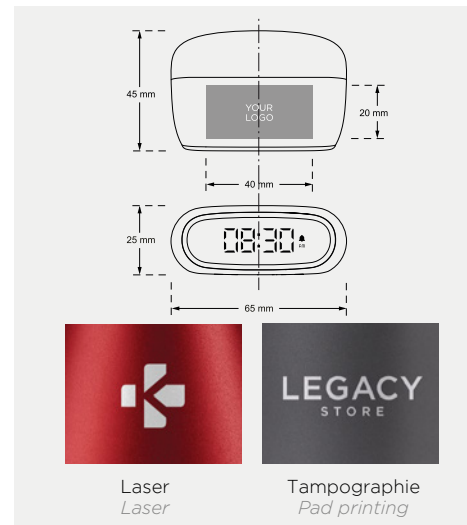 45 mm
YOUR
LOGO
20 mm
40 mm
25 mm
08:30
65 mm
LEGACY
STORE
Laser
Laser
Tampographie
Pad printing